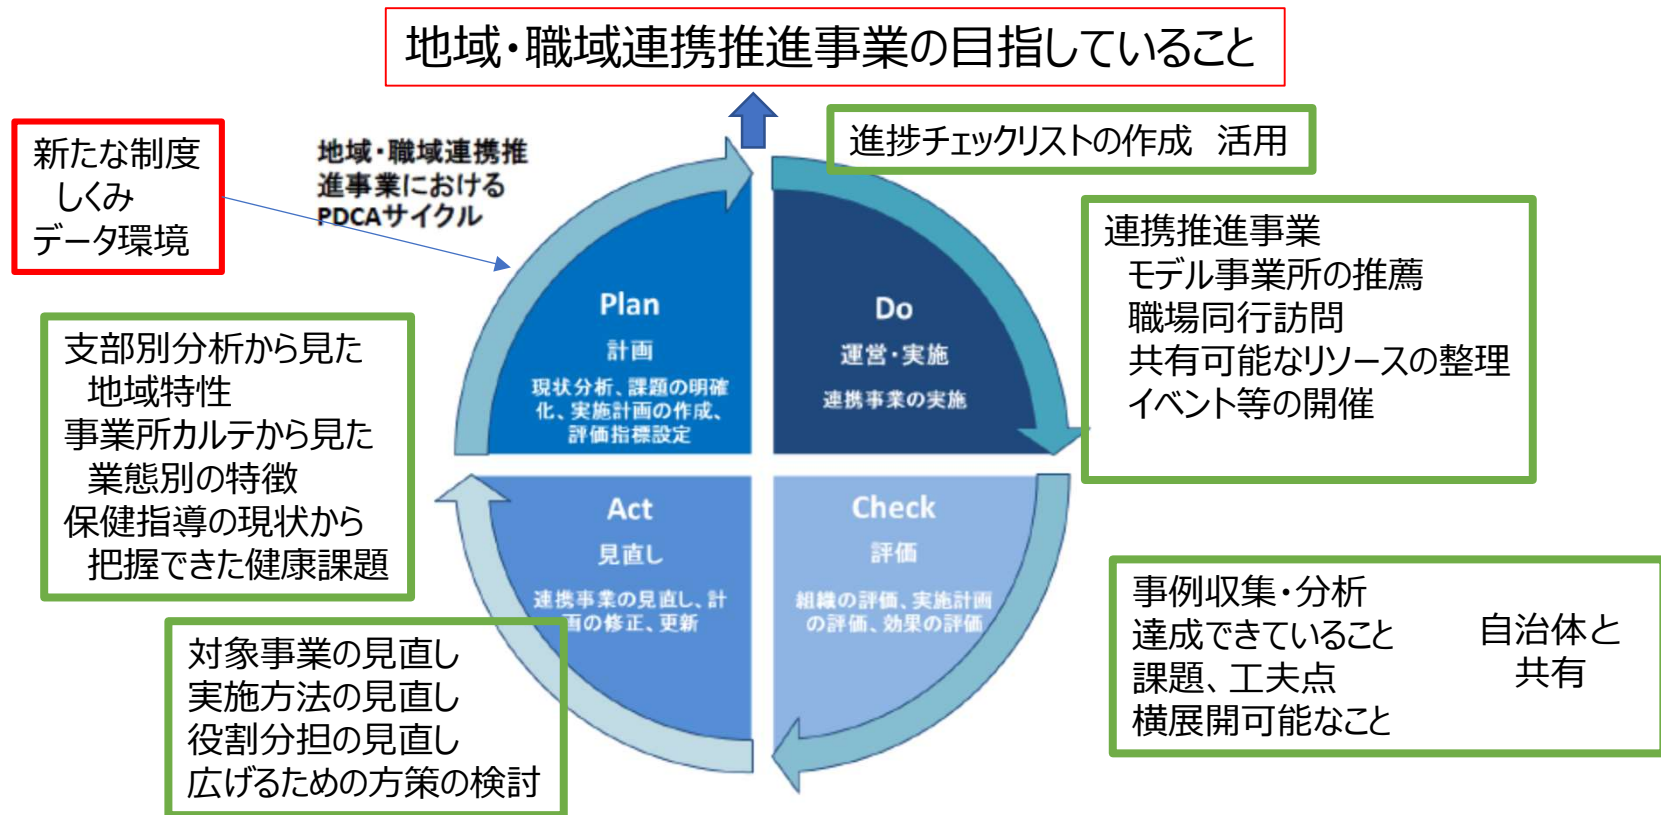 地域・職域連携推進事業の目指していること
進捗チェックリストの作成 活用
新たな制度
しくみ
データ環境
地域・職域連携推
進事業における
PDCAサイクル
連携推進事業
モデル事業所の推薦
職場同行訪問
共有可能なリソースの整理
イベント等の開催
Plan
計画
現状分析、課題の明確
化、実施計画の作成、
評価指標設定
Do
運営・実施
連携事業の実施
支部別分析から見た
地域特性
事業所カルテから見た
業態別の特徴
保健指導の現状から
把握できた健康課題
Act
見直し
連携事業の見直し、計
画の修正、更新
Check
評価
組織の評価、実施計画
の評価、効果の評価
事例収集・分析
達成できていること
課題、工夫点
横展開可能なこと
自治体と
共有
対象事業の見直し
実施方法の見直し
役割分担の見直し
広げるための方策の検討